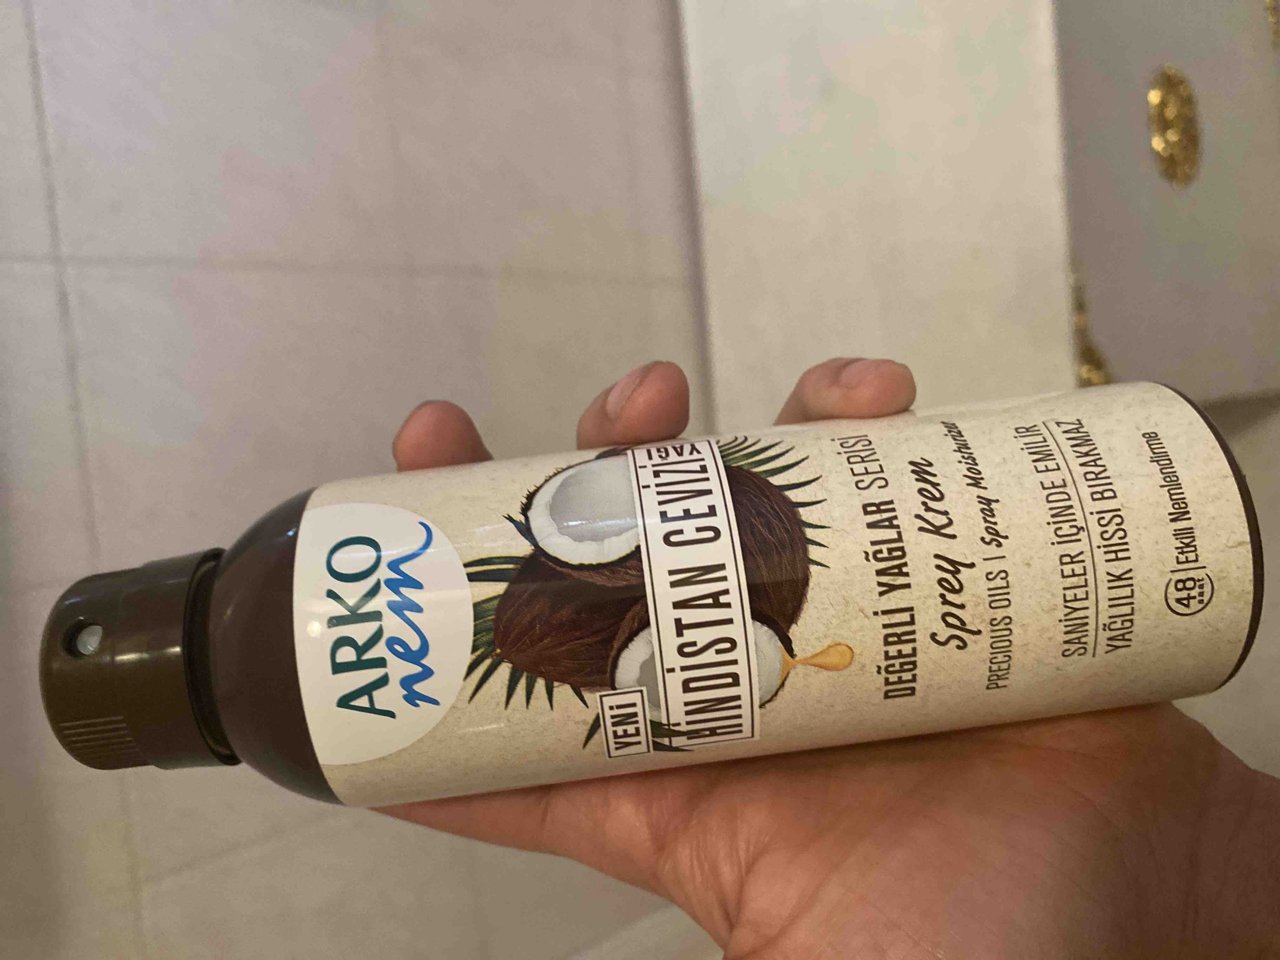 ARKO
nem
YENİ
HİNDİSTAN CEVİZİ
YAĞI
DEĞERLİ YAĞLAR SERİSİ
Sprey Krem
PRECIOUS OILS | Spray Moisturizer
SANİYELER İÇİNDE EMİLİR
YAĞLILIK HİSSİ BIRAKMAZ
48 saat Etkili Nemlendirme